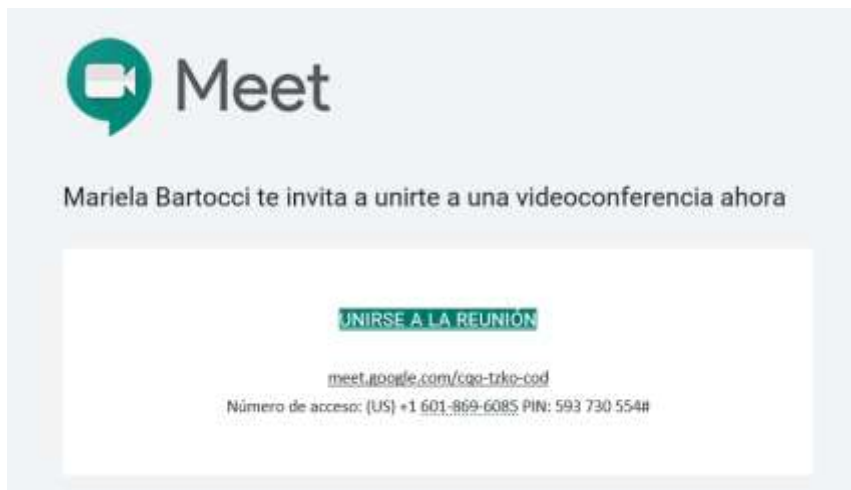 Meet
Mariela Bartocci te invita a unirte a una videoconferencia ahora
UNIRSE A LA REUNIÓN
meet.google.com/cqo-tzko-cod
Número de acceso: (US) +1 601-869-6085 PIN: 593 730 554#